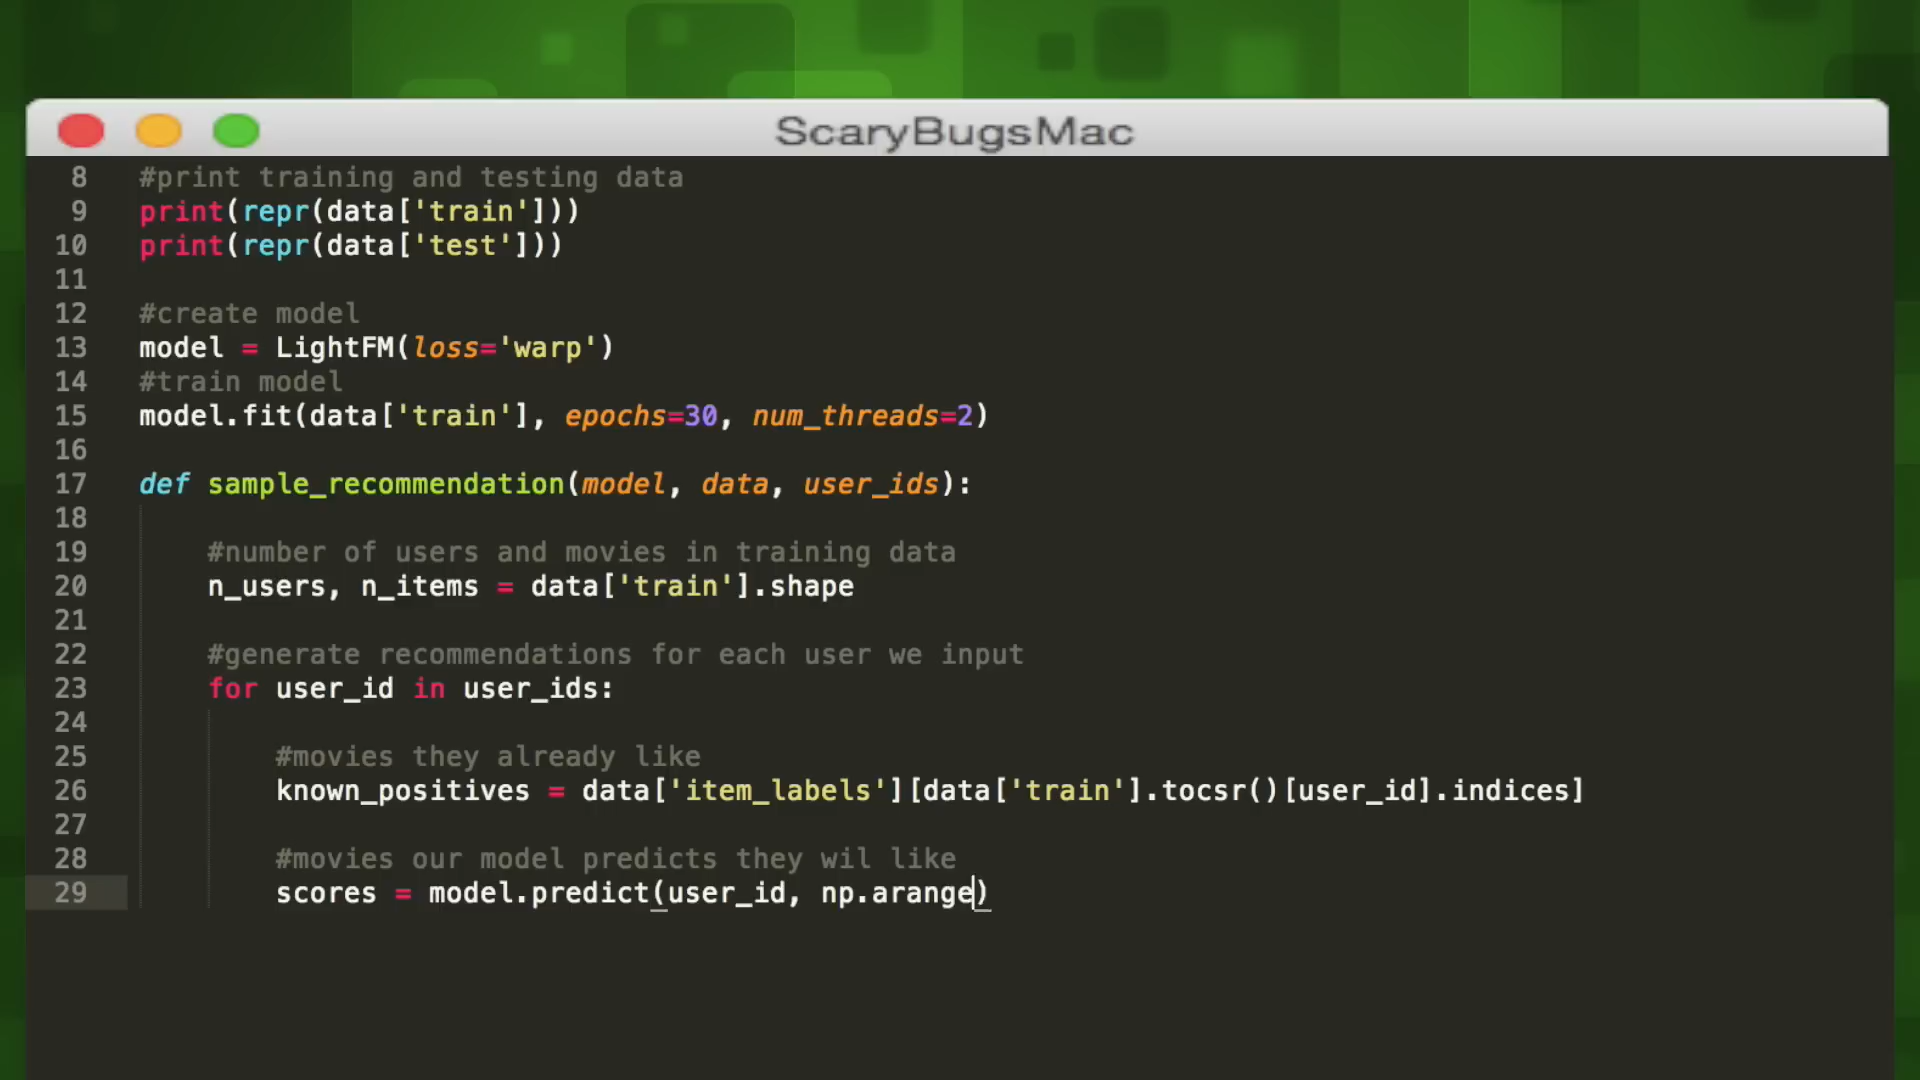 ScaryBugsMac
8 #print training and testing data
9 print(repr(data['train']))
10 print(repr(data['test']))
11
12 #create model
13 model = LightFM(loss='warp')
14 #train model
15 model.fit(data['train'], epochs=30, num_threads=2)
16
17 def sample_recommendation(model, data, user_ids):
18
19 #number of users and movies in training data
20 n_users, n_items = data['train'].shape
21
22 #generate recommendations for each user we input
23 for user_id in user_ids:
24
25 #movies they already like
26 known_positives = data['item_labels'][data['train'].tocsr()[user_id].indices]
27
28 #movies our model predicts they wil like
29 scores = model.predict(user_id, np.arange)